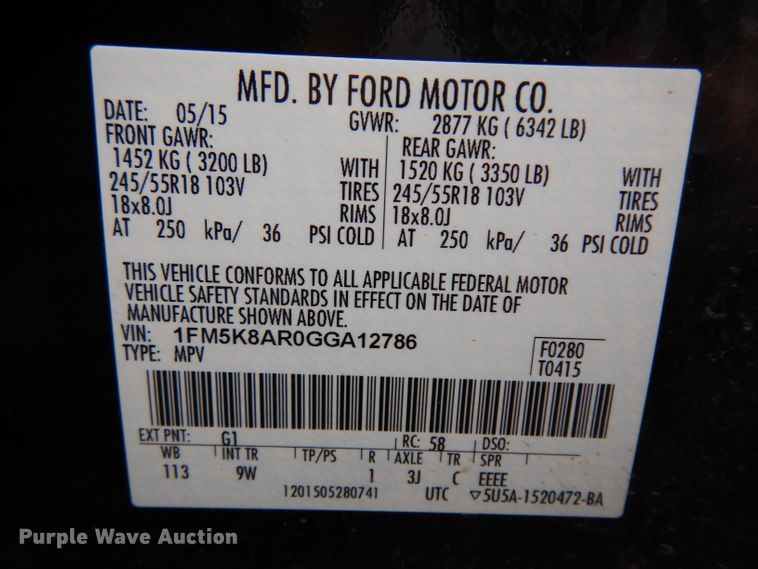 MFD. BY FORD MOTOR CO.
DATE: 05/15 GVWR: 2877 KG ( 6342 LB)
FRONT GAWR: REAR GAWR:
1452 KG ( 3200 LB) WITH 1520 KG ( 3350 LB) WITH
245/55R18 103V TIRES 245/55R18 103V TIRES
18x8.0J RIMS 18x8.0J RIMS
AT 250 kPa/ 36 PSI COLD AT 250 kPa/ 36 PSI COLD
THIS VEHICLE CONFORMS TO ALL APPLICABLE FEDERAL MOTOR
VEHICLE SAFETY STANDARDS IN EFFECT ON THE DATE OF
MANUFACTURE SHOWN ABOVE.
VIN: 1FM5K8AR0GGA12786 F0280
TYPE: MPV T0415
EXT PNT: G1 RC: 58 DSO:
WB INT TR TP/PS R AXLE TR SPR
113 9W 1 3J C EEEE
1201505280741 UTC ▽5U5A-1520472-BA
Purple Wave Auction